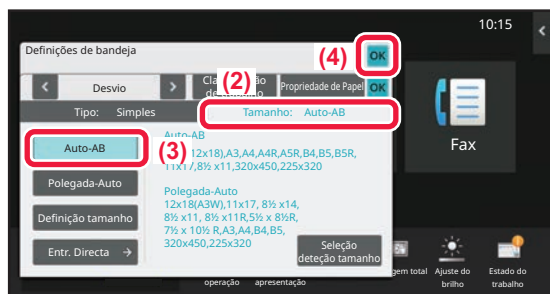 10:15
Definições de bandeja
(4)
OK
Desvio
(2)
Propriedade de Papel
OK
Tipo: Simples
Tamanho: Auto-AB
Auto-AB
(3)
Auto-AB
12x18),A3,A4,A4R,A5R,B4,B5,B5R,
11x17,8½ x11,320x450,225x320
Polegada-Auto
Polegada-Auto
12x18(A3W),11x17, 8½ x14,
8½ x11, 8½ x11R,5½ x 8½R,
7½ x 10½ R,A3,A4,B4,B5,
320x450,225x320
Definição tamanho
Entr. Directa
Seleção
deteção tamanho
Fax
gem total
Ajuste do
brilho
Estado do
trabalho
operação
apresentação